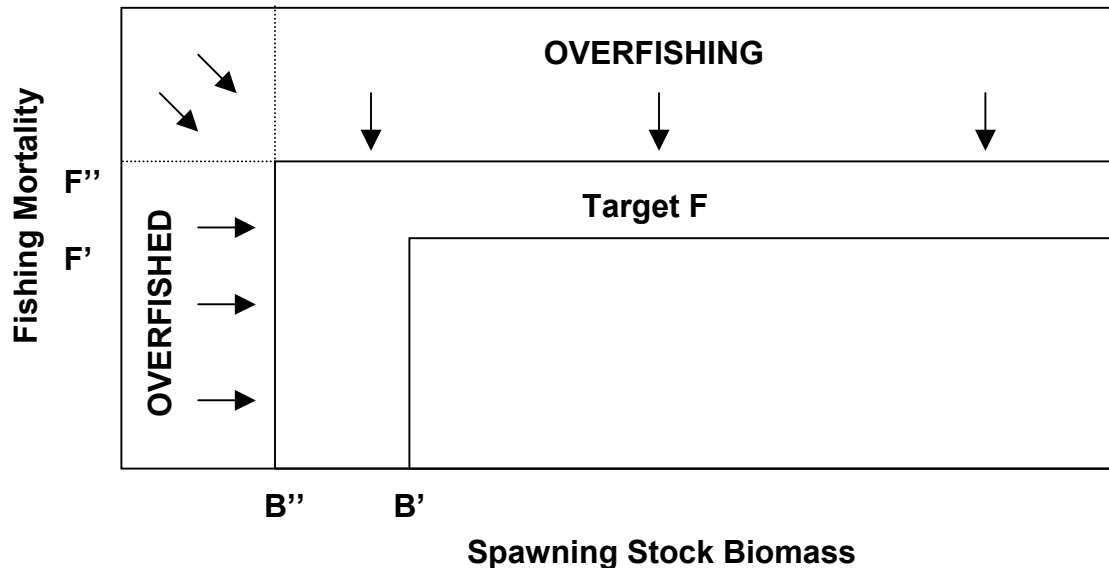 OVERFISHING
Fishing Mortality
F’’
Target F
F’
OVERFISHED
B’’
B’
Spawning Stock Biomass